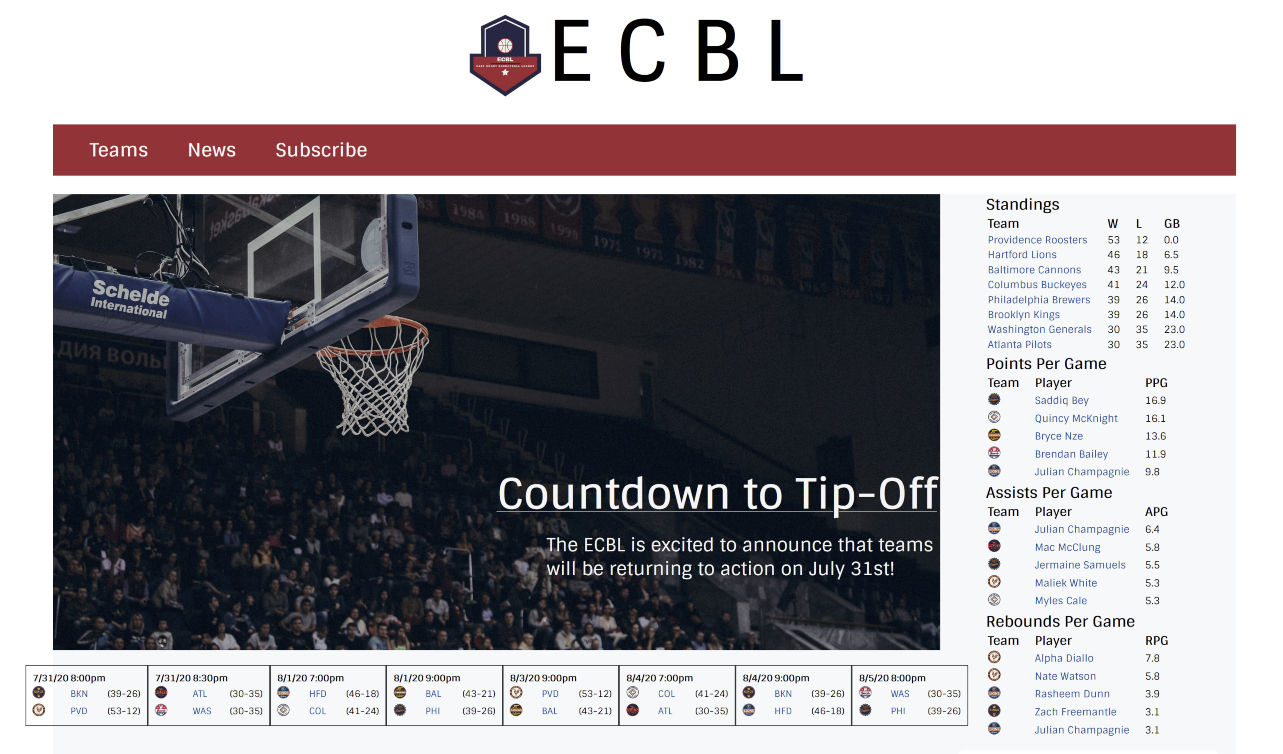 ECBL
ECBL
EAST COAST BASKETBALL LEAGUE
Teams News Subscribe
1984 1988 1996
1973 1978 1982
Schelde
International
ДИЯ ВОЛЬ
Countdown to Tip-Off
The ECBL is excited to announce that teams
will be returning to action on July 31st!
Standings
Team W L GB
Providence Roosters 53 12 0.0
Hartford Lions 46 18 6.5
Baltimore Cannons 43 21 9.5
Columbus Buckeyes 41 24 12.0
Philadelphia Brewers 39 26 14.0
Brooklyn Kings 39 26 14.0
Washington Generals 30 35 23.0
Atlanta Pilots 30 35 23.0
Points Per Game
Team Player PPG
Saddiq Bey 16.9
Quincy McKnight 16.1
Bryce Nze 13.6
Brendan Bailey 11.9
Julian Champagnie 9.8
Assists Per Game
Team Player APG
Julian Champagnie 6.4
Mac McClung 5.8
Jermaine Samuels 5.5
Maliek White 5.3
Myles Cale 5.3
Rebounds Per Game
Team Player RPG
Alpha Diallo 7.8
Nate Watson 5.8
Rasheem Dunn 3.9
Zach Freemantle 3.1
Julian Champagnie 3.1
7/31/20 8:00pm
BKN (39-26)
PVD (53-12)
7/31/20 8:30pm
ATL (30-35)
WAS (30-35)
8/1/20 7:00pm
HFD (46-18)
COL (41-24)
8/1/20 9:00pm
BAL (43-21)
PHI (39-26)
8/3/20 9:00pm
PVD (53-12)
BAL (43-21)
8/4/20 7:00pm
COL (41-24)
ATL (30-35)
8/4/20 9:00pm
BKN (39-26)
HFD (46-18)
8/5/20 8:00pm
WAS (30-35)
PHI (39-26)